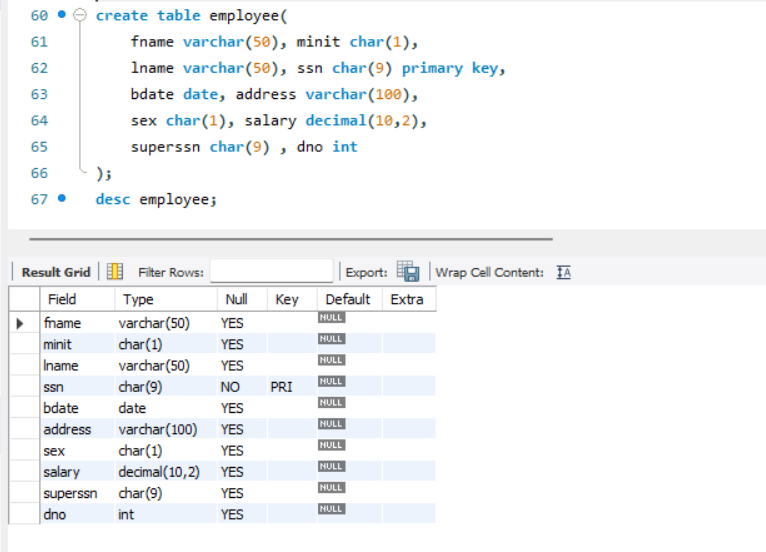 60 create table employee(
61 fname varchar(50), minit char(1),
62 lname varchar(50), ssn char(9) primary key,
63 bdate date, address varchar(100),
64 sex char(1), salary decimal(10,2),
65 superssn char(9) , dno int
66 );
67 desc employee;
Result Grid Filter Rows: Export: Wrap Cell Content: IA
Field Type Null Key Default Extra
fname varchar(50) YES NULL
minit char(1) YES NULL
lname varchar(50) YES NULL
ssn char(9) NO PRI NULL
bdate date YES NULL
address varchar(100) YES NULL
sex char(1) YES NULL
salary decimal(10,2) YES NULL
superssn char(9) YES NULL
dno int YES NULL